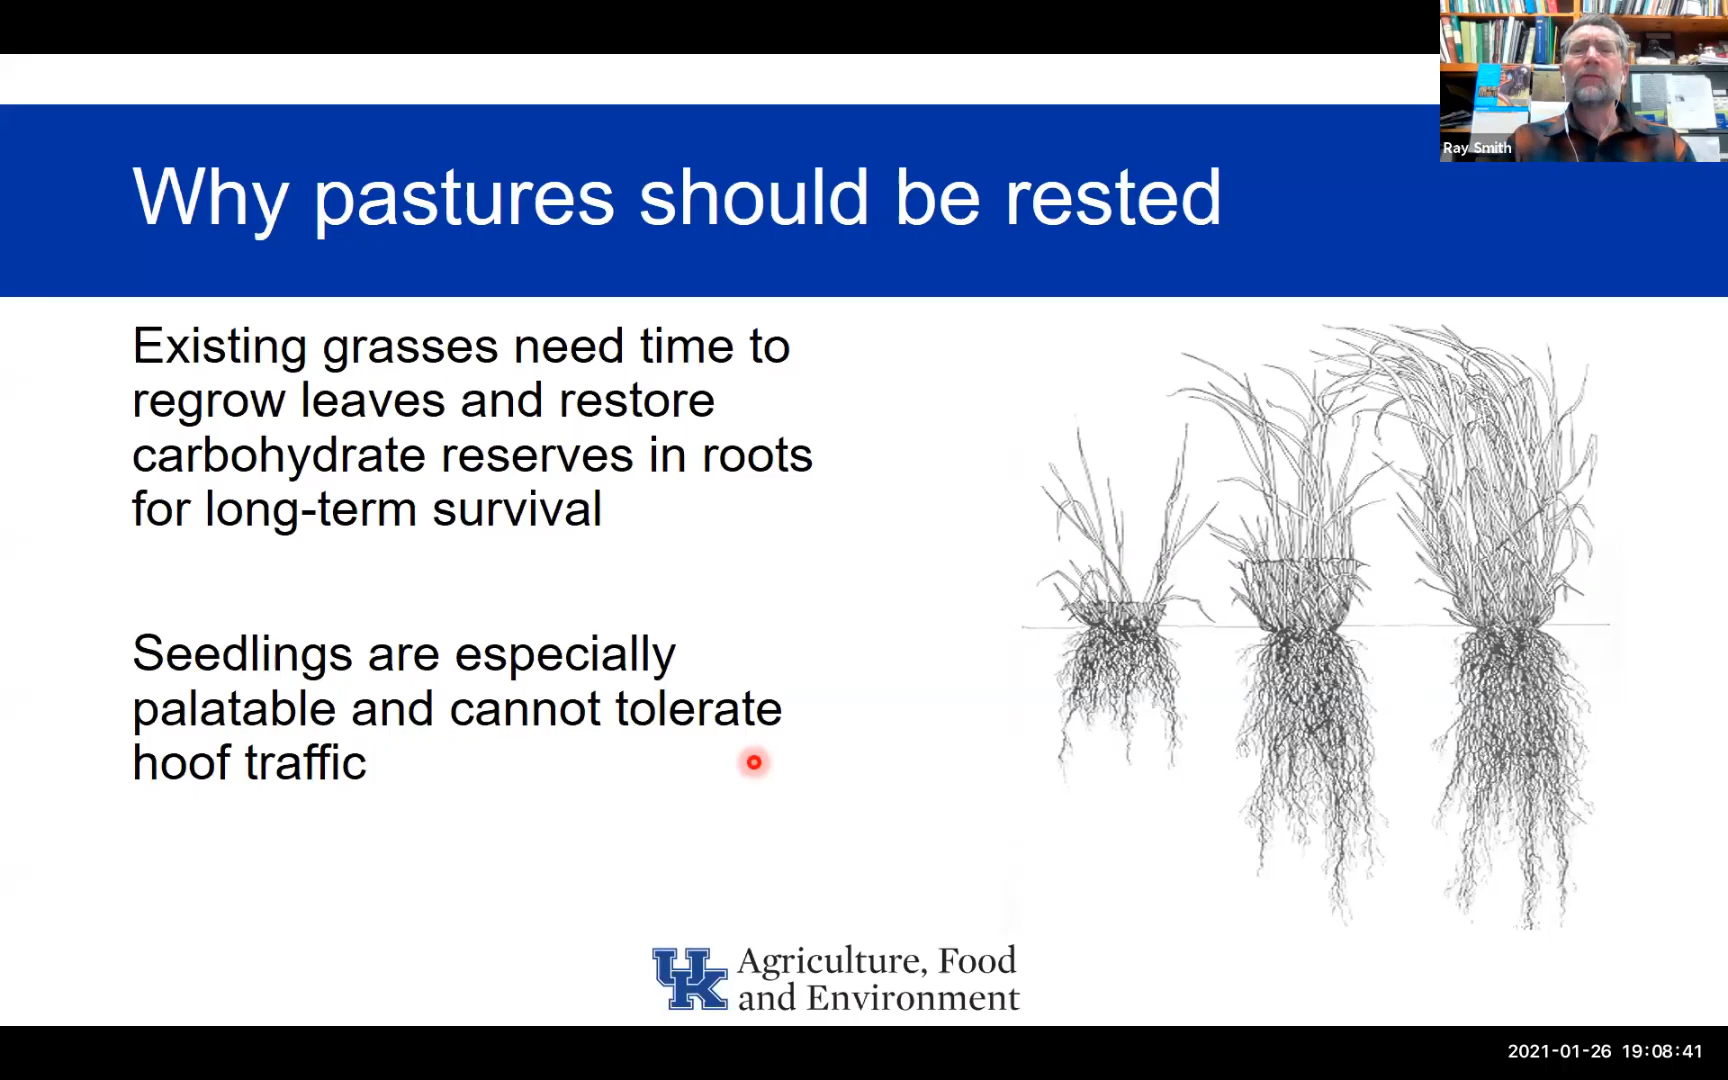 Ray Smith
Why pastures should be rested
Existing grasses need time to
regrow leaves and restore
carbohydrate reserves in roots
for long-term survival
Seedlings are especially
palatable and cannot tolerate
hoof traffic
UK
Agriculture, Food
and Environment
2021-01-26 19:08:41